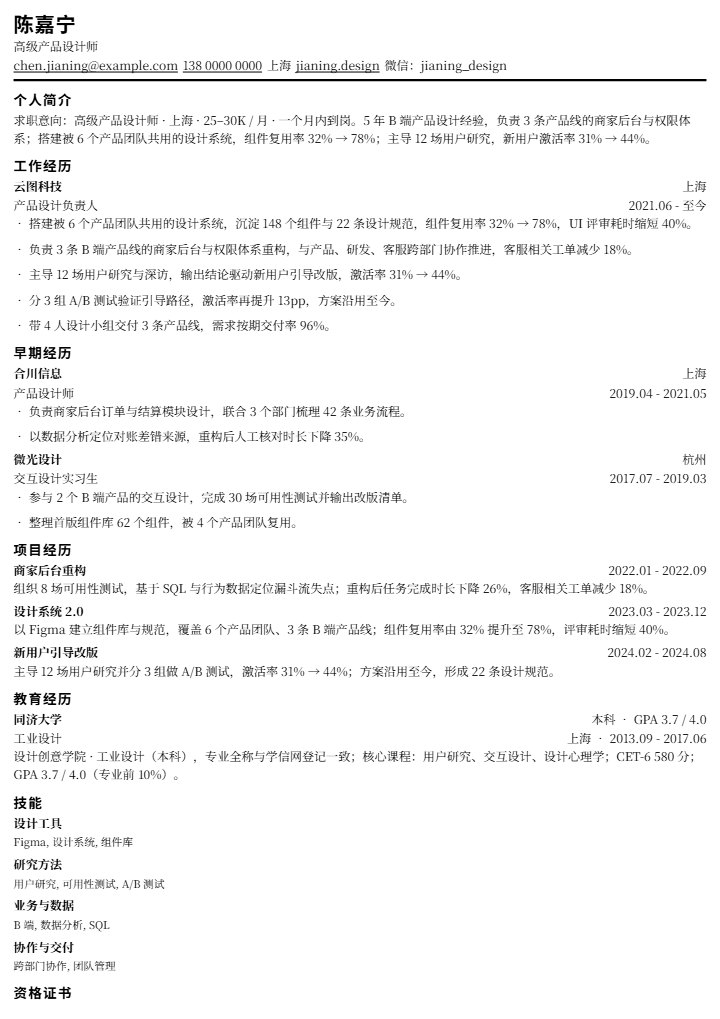 陈嘉宁
高级产品设计师
chen.jianing@example.com 138 0000 0000 上海 jianing.design 微信：jianing_design
个人简介
求职意向：高级产品设计师 · 上海 · 25–30K / 月 · 一个月内到岗。5 年 B 端产品设计经验，负责 3 条产品线的商家后台与权限体
系；搭建被 6 个产品团队共用的设计系统，组件复用率 32% → 78%；主导 12 场用户研究，新用户激活率 31% → 44%。
工作经历
云图科技 上海
产品设计负责人 2021.06 - 至今
· 搭建被 6 个产品团队共用的设计系统，沉淀 148 个组件与 22 条设计规范，组件复用率 32% → 78%，UI 评审耗时缩短 40%。
· 负责 3 条 B 端产品线的商家后台与权限体系重构，与产品、研发、客服跨部门协作推进，客服相关工单减少 18%。
· 主导 12 场用户研究与深访，输出结论驱动新用户引导改版，激活率 31% → 44%。
· 分 3 组 A/B 测试验证引导路径，激活率再提升 13pp，方案沿用至今。
· 带 4 人设计小组交付 3 条产品线，需求按期交付率 96%。
早期经历
合川信息 上海
产品设计师 2019.04 - 2021.05
· 负责商家后台订单与结算模块设计，联合 3 个部门梳理 42 条业务流程。
· 以数据分析定位对账差错来源，重构后人工核对时长下降 35%。
微光设计 杭州
交互设计实习生 2017.07 - 2019.03
· 参与 2 个 B 端产品的交互设计，完成 30 场可用性测试并输出改版清单。
· 整理首版组件库 62 个组件，被 4 个产品团队复用。
项目经历
商家后台重构 2022.01 - 2022.09
组织 8 场可用性测试，基于 SQL 与行为数据定位漏斗流失点；重构后任务完成时长下降 26%，客服相关工单减少 18%。
设计系统 2.0 2023.03 - 2023.12
以 Figma 建立组件库与规范，覆盖 6 个产品团队、3 条 B 端产品线；组件复用率由 32% 提升至 78%，评审耗时缩短 40%。
新用户引导改版 2024.02 - 2024.08
主导 12 场用户研究并分 3 组做 A/B 测试，激活率 31% → 44%；方案沿用至今，形成 22 条设计规范。
教育经历
同济大学 本科 · GPA 3.7 / 4.0
工业设计 上海 · 2013.09 - 2017.06
设计创意学院 · 工业设计（本科），专业全称与学信网登记一致；核心课程：用户研究、交互设计、设计心理学；CET-6 580 分；
GPA 3.7 / 4.0（专业前 10%）。
技能
设计工具
Figma, 设计系统, 组件库
研究方法
用户研究, 可用性测试, A/B 测试
业务与数据
B 端, 数据分析, SQL
协作与交付
跨部门协作, 团队管理
资格证书